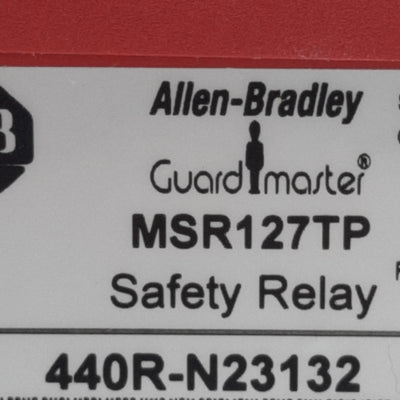 Allen-Bradley
Guardmaster®
MSR127TP
Safety Relay
440R-N23132